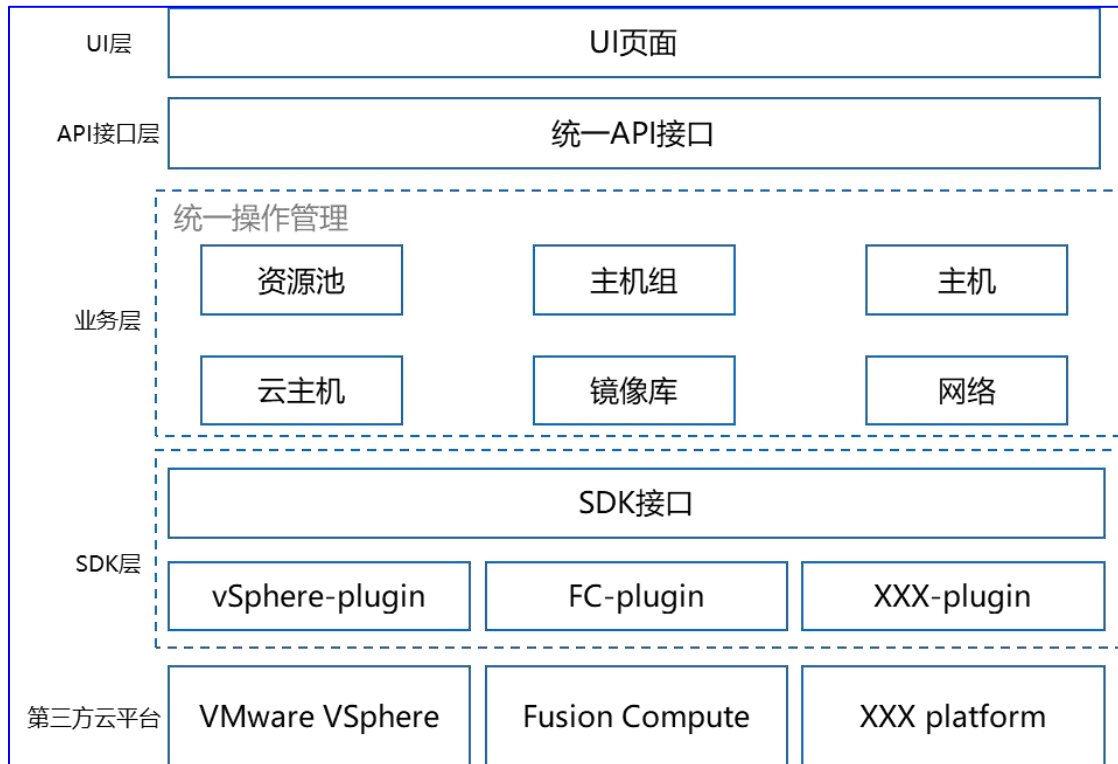 UI层
UI页面
API接口层
统一API接口
统一操作管理
资源池 主机组 主机
业务层
云主机 镜像库 网络
SDK接口
SDK层
vSphere-plugin FC-plugin XXX-plugin
第三方云平台 VMware VSphere Fusion Compute XXX platform